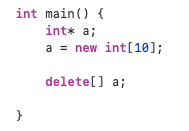 int main() {
    int* a;
    a = new int[10];

    delete[] a;

}